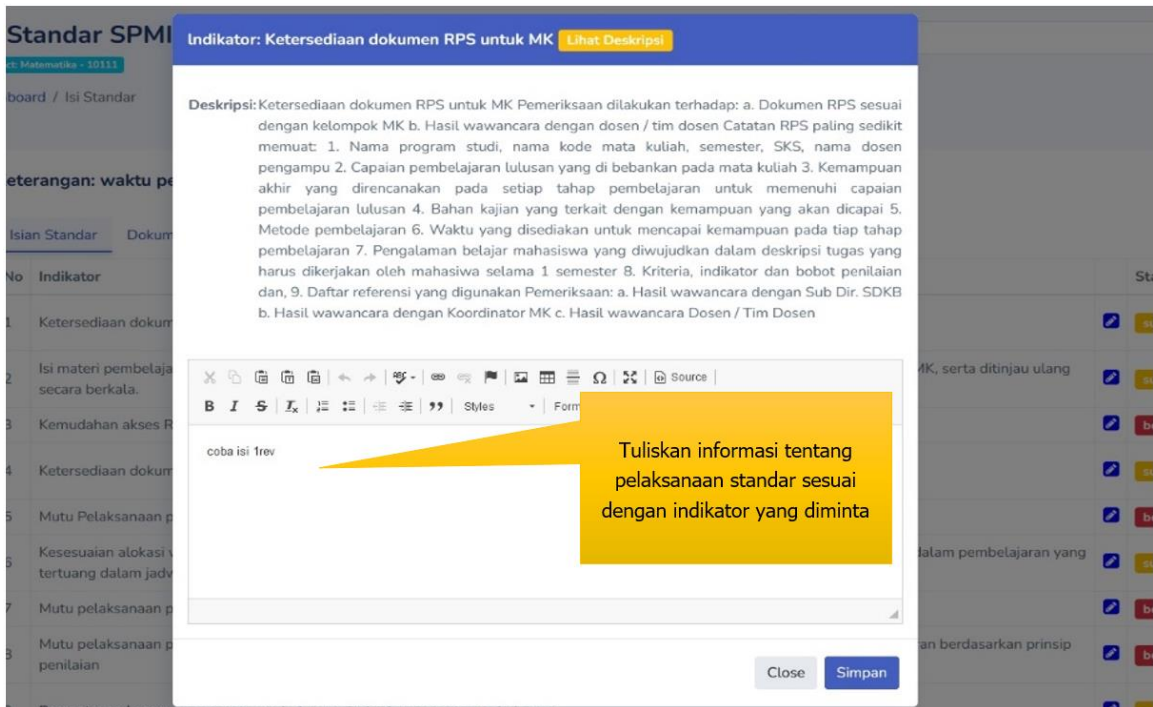 Standar SPMI
ct: Matematika - 10111
board / Isi Standar
eterangan: waktu pe
Isian Standar Dokum
No Indikator Sta
1 Ketersediaan dokum su
2 Isi materi pembelaja MK, serta ditinjau ulang su
secara berkala.
3 Kemudahan akses R be
4 Ketersediaan dokum su
5 Mutu Pelaksanaan p be
6 Kesesuaian alokasi w dalam pembelajaran yang su
tertuang dalam jadw
7 Mutu pelaksanaan p be
8 Mutu pelaksanaan p an berdasarkan prinsip be
penilaian
Indikator: Ketersediaan dokumen RPS untuk MK Lihat Deskripsi
Deskripsi: Ketersediaan dokumen RPS untuk MK Pemeriksaan dilakukan terhadap: a. Dokumen RPS sesuai
dengan kelompok MK b. Hasil wawancara dengan dosen / tim dosen Catatan RPS paling sedikit
memuat: 1. Nama program studi, nama kode mata kuliah, semester, SKS, nama dosen
pengampu 2. Capaian pembelajaran lulusan yang di bebankan pada mata kuliah 3. Kemampuan
akhir yang direncanakan pada setiap tahap pembelajaran untuk memenuhi capaian
pembelajaran lulusan 4. Bahan kajian yang terkait dengan kemampuan yang akan dicapai 5.
Metode pembelajaran 6. Waktu yang disediakan untuk mencapai kemampuan pada tiap tahap
pembelajaran 7. Pengalaman belajar mahasiswa yang diwujudkan dalam deskripsi tugas yang
harus dikerjakan oleh mahasiwa selama 1 semester 8. Kriteria, indikator dan bobot penilaian
dan, 9. Daftar referensi yang digunakan Pemeriksaan: a. Hasil wawancara dengan Sub Dir. SDKB
b. Hasil wawancara dengan Koordinator MK c. Hasil wawancara Dosen / Tim Dosen
Source
B I S Ix Styles Form
coba isi 1rev
Tuliskan informasi tentang
pelaksanaan standar sesuai
dengan indikator yang diminta
Close Simpan